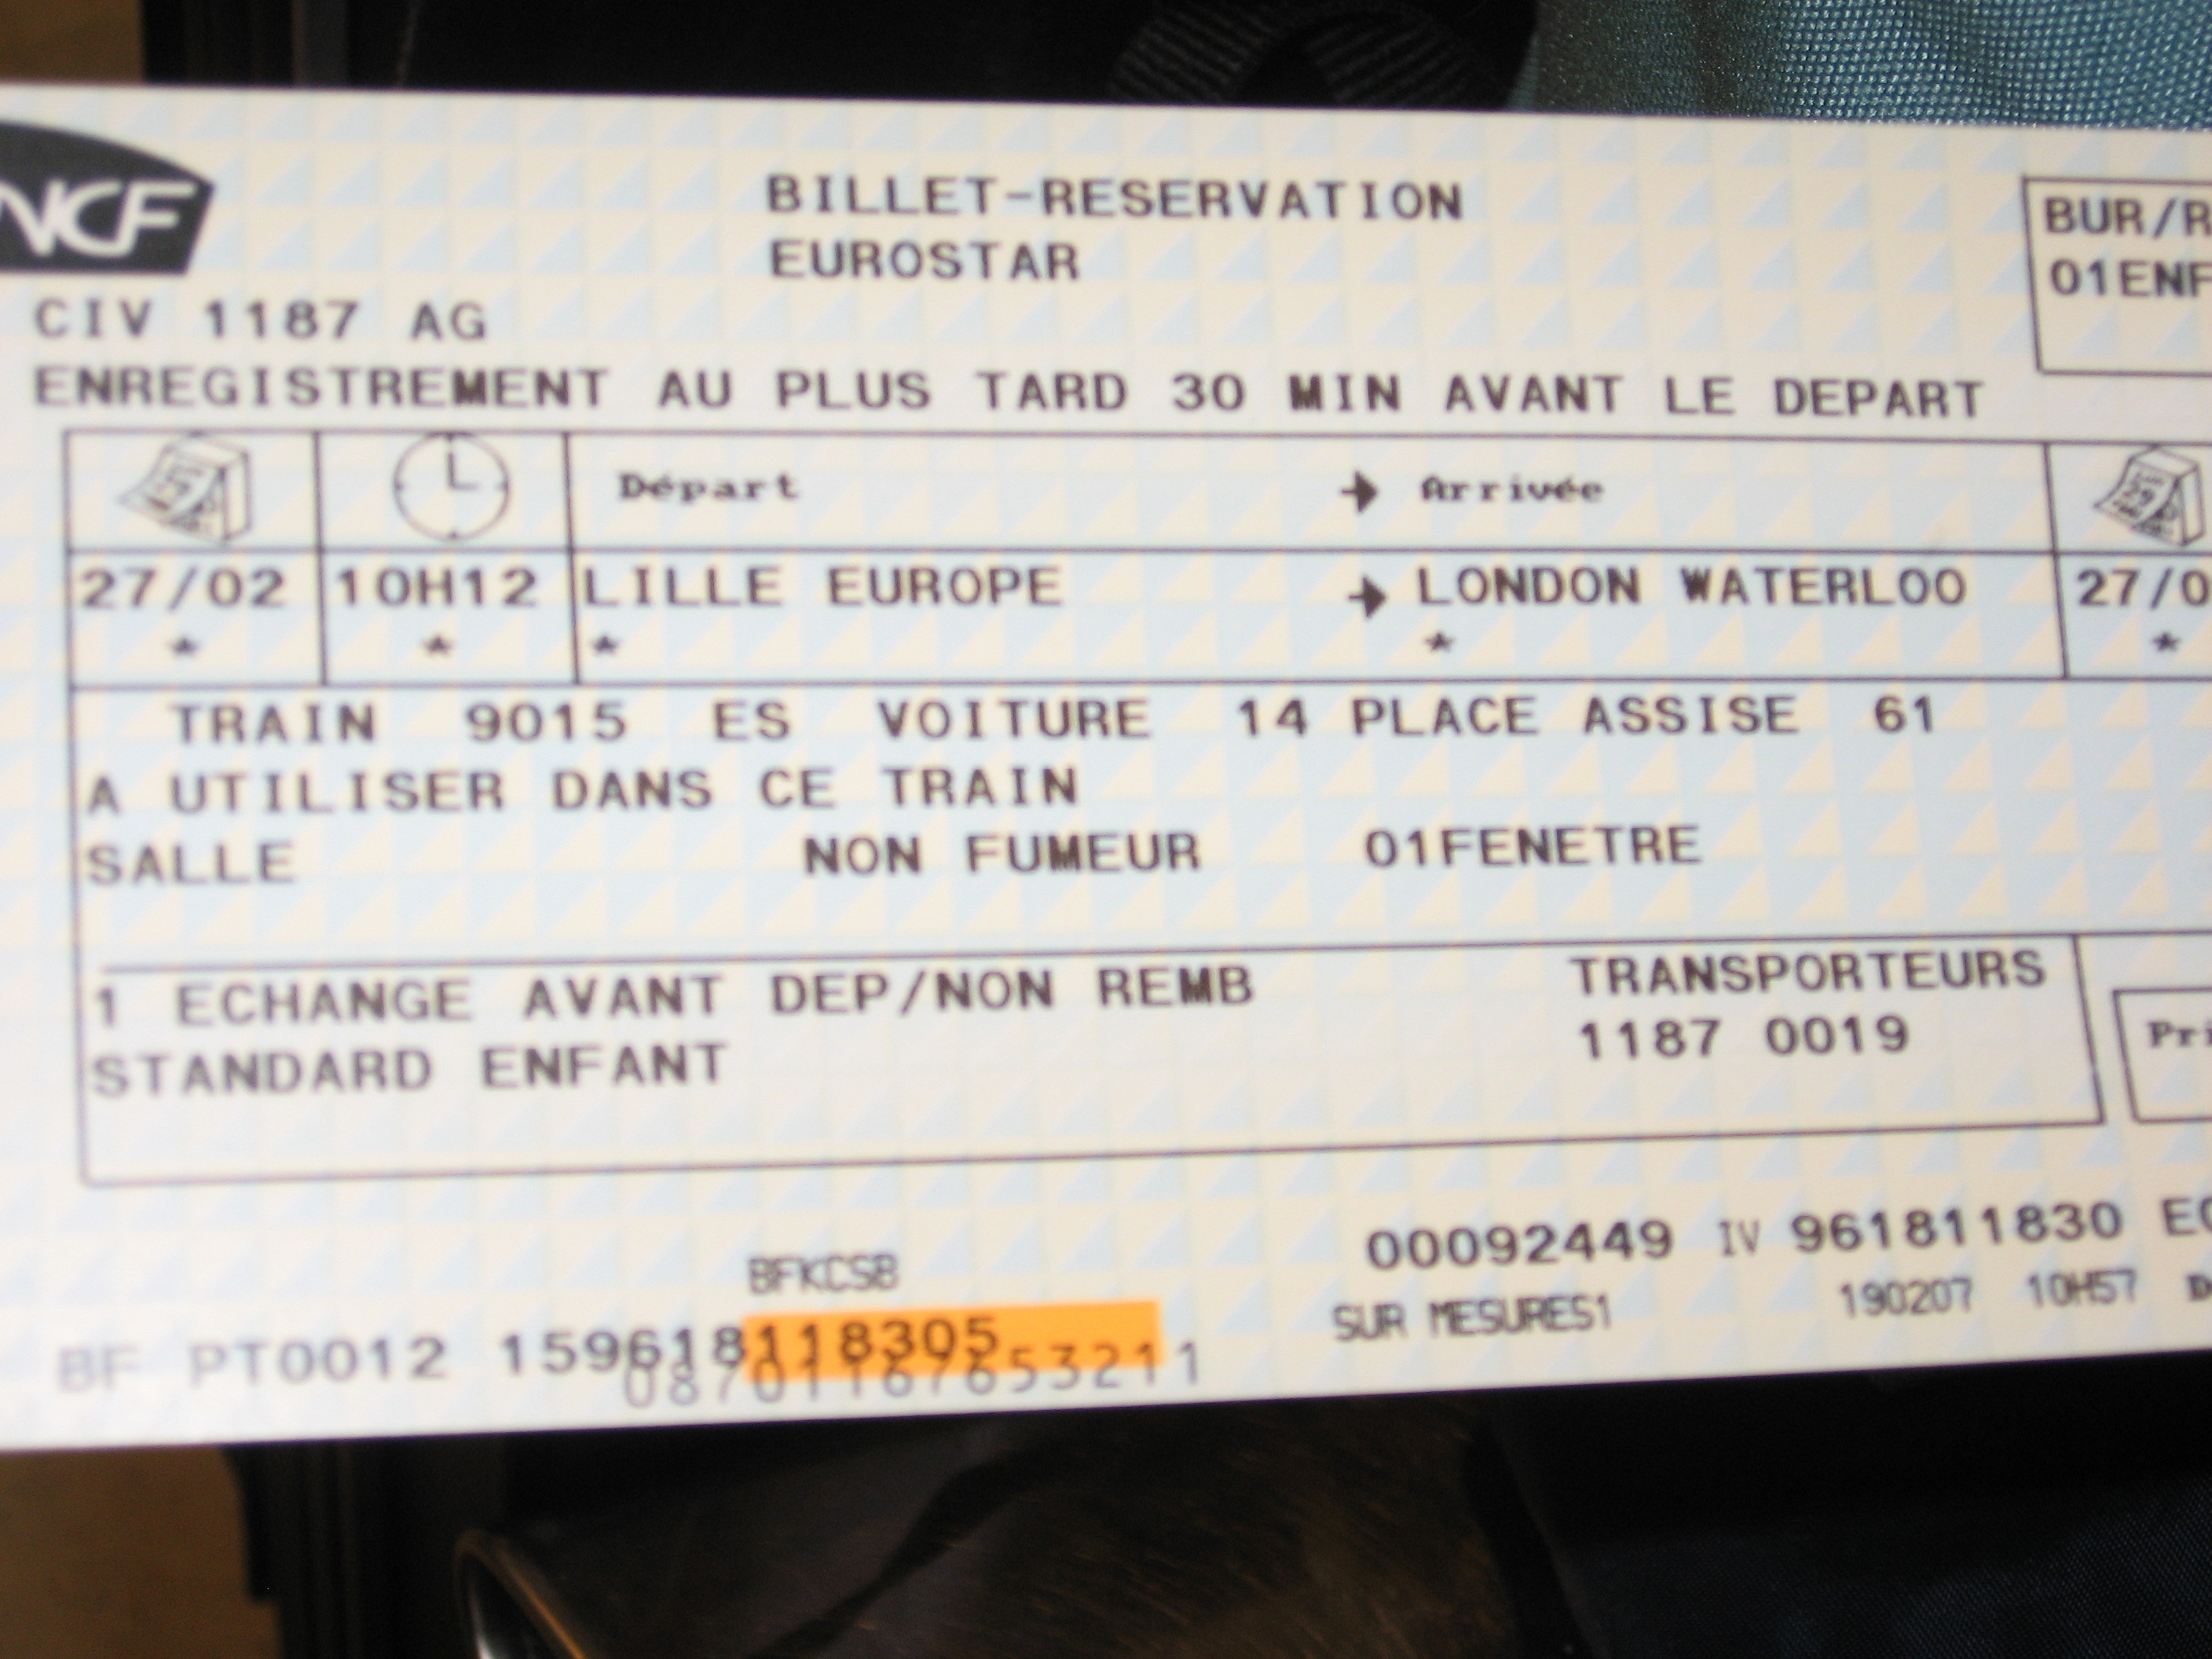 NCF
BILLET-RESERVATION
EUROSTAR
BUR/R
01ENF
CIV 1187 AG
ENREGISTREMENT AU PLUS TARD 30 MIN AVANT LE DEPART
Départ → Arrivée
27/02 10H12 LILLE EUROPE → LONDON WATERLOO 27/0
* * * * *
TRAIN 9015 ES VOITURE 14 PLACE ASSISE 61
A UTILISER DANS CE TRAIN
SALLE NON FUMEUR 01FENETRE
1 ECHANGE AVANT DEP/NON REMB TRANSPORTEURS
STANDARD ENFANT 1187 0019
Pri
00092449 IV 961811830
BFKCSB
SUR MESURES1 190207 10H57
BF PT0012 159618118305